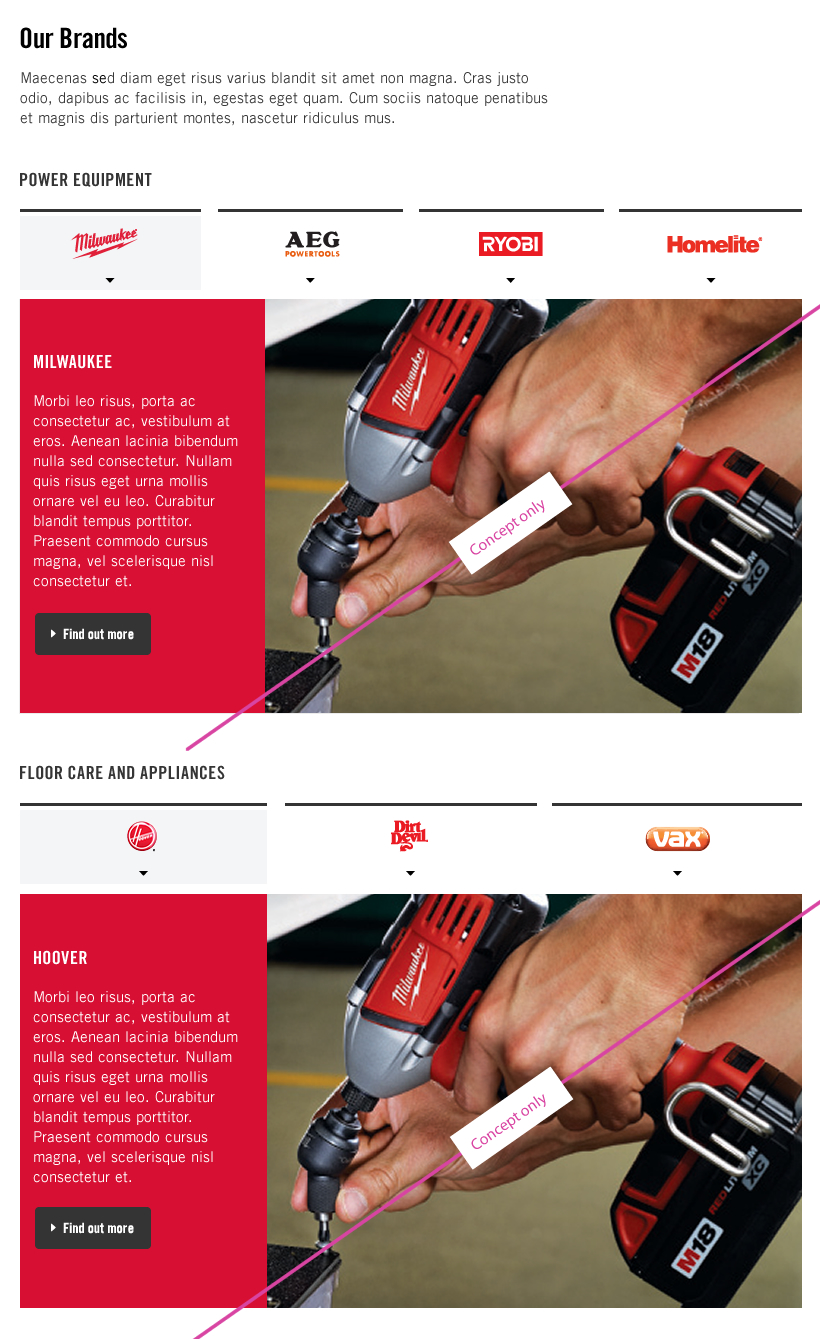 Our Brands
Maecenas sed diam eget risus varius blandit sit amet non magna. Cras justo
odio, dapibus ac facilisis in, egestas eget quam. Cum sociis natoque penatibus
et magnis dis parturient montes, nascetur ridiculus mus.
POWER EQUIPMENT
Milwaukee
AEG
POWERTOOLS
RYOBI
Homelite
MILWAUKEE
Morbi leo risus, porta ac
consectetur ac, vestibulum at
eros. Aenean lacinia bibendum
nulla sed consectetur. Nullam
quis risus eget urna mollis
ornare vel eu leo. Curabitur
blandit tempus porttitor.
Praesent commodo cursus
magna, vel scelerisque nisl
consectetur et.
Find out more
Milwaukee
Concept only
M18
REDLITHIUM
XC
FLOOR CARE AND APPLIANCES
Hoover
Dirt
Devil
vax
HOOVER
Morbi leo risus, porta ac
consectetur ac, vestibulum at
eros. Aenean lacinia bibendum
nulla sed consectetur. Nullam
quis risus eget urna mollis
ornare vel eu leo. Curabitur
blandit tempus porttitor.
Praesent commodo cursus
magna, vel scelerisque nisl
consectetur et.
Find out more
Milwaukee
Concept only
M18
REDLITHIUM
XC